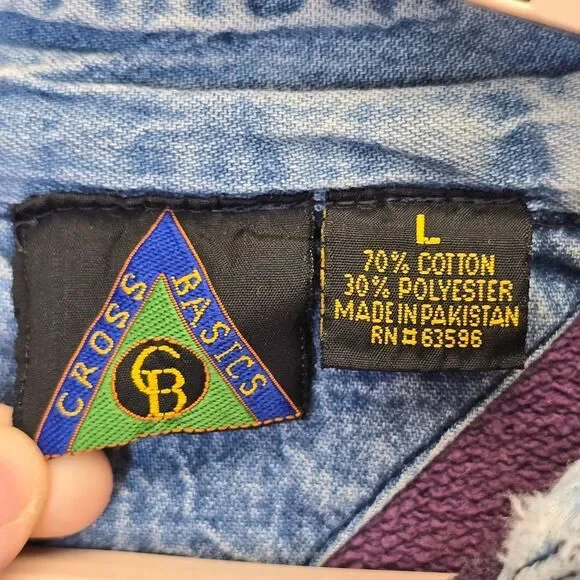 CROSS BASICS
CB
L
70% COTTON
30% POLYESTER
MADE IN PAKISTAN
RN # 63596